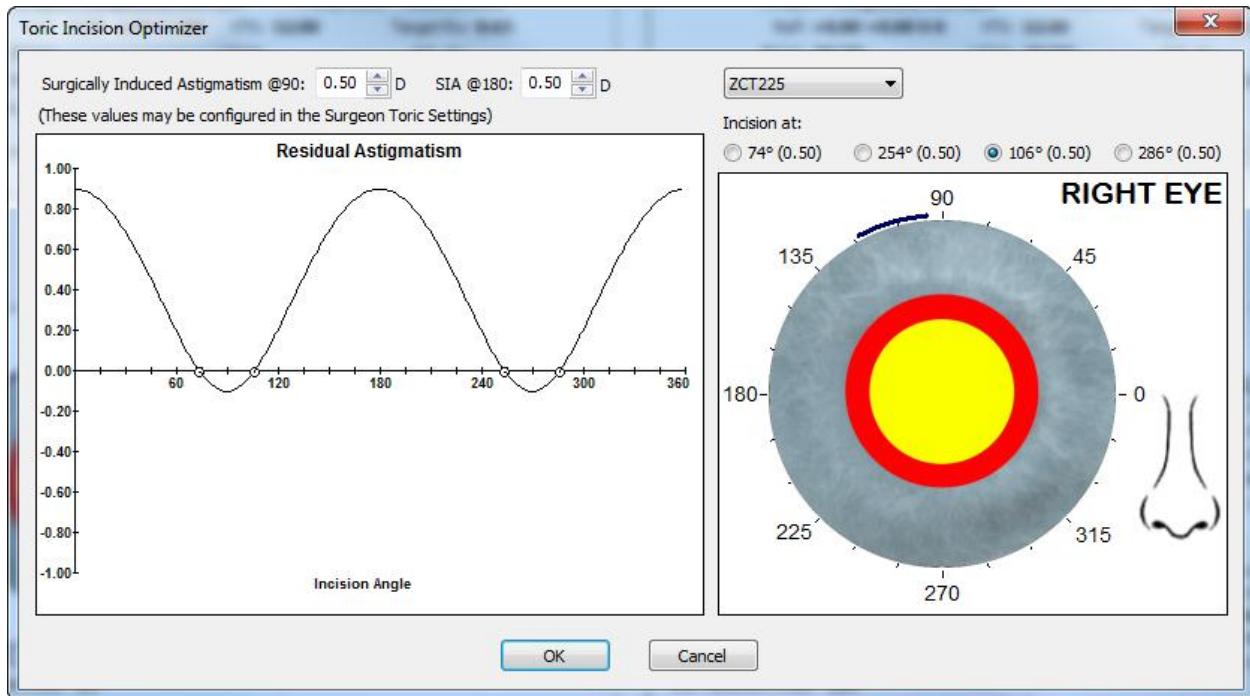 Toric Incision Optimizer
Surgically Induced Astigmatism @90: 0.50 D SIA @180: 0.50 D
(These values may be configured in the Surgeon Toric Settings)
ZCT225
Incision at:
74° (0.50) 254° (0.50) 106° (0.50) 286° (0.50)
Residual Astigmatism
1.00
0.80
0.60
0.40
0.20
0.00
60 120 180 240 300 360
-0.20
-0.40
-0.60
-0.80
-1.00
Incision Angle
RIGHT EYE
90
135 45
180 0
225 315
270
OK Cancel